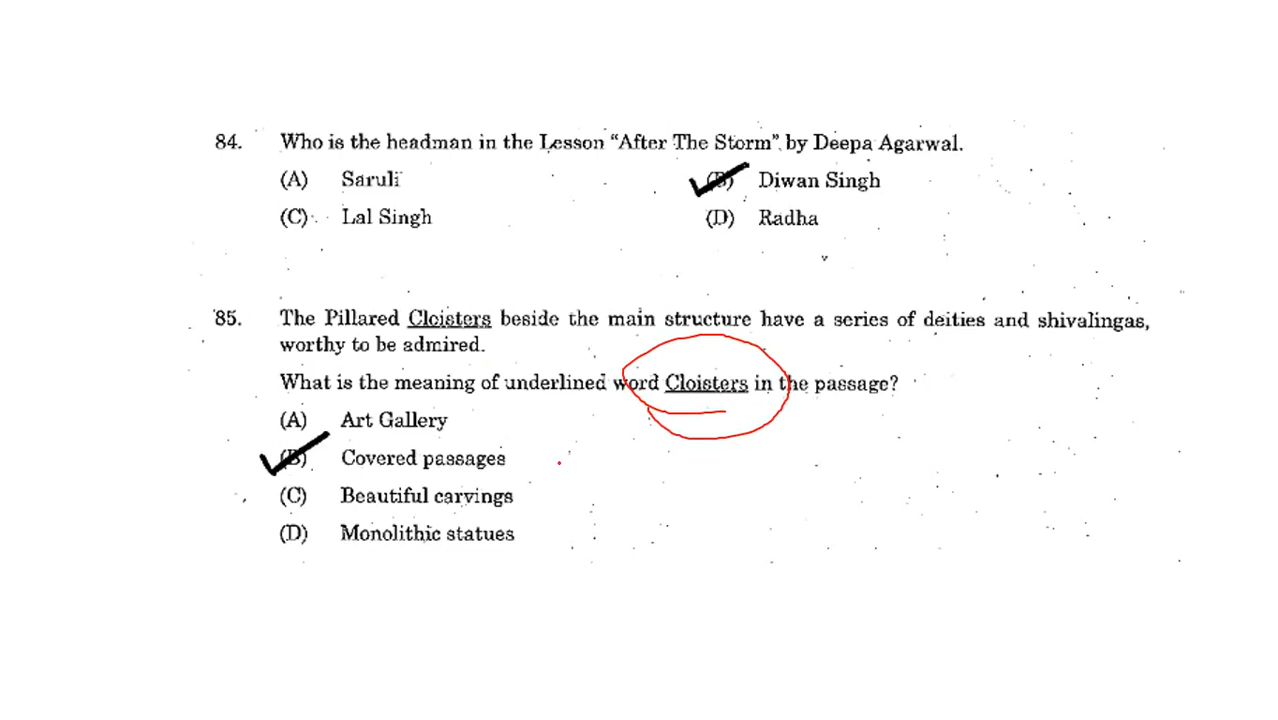 84. Who is the headman in the Lesson “After The Storm”, by Deepa Agarwal.
(A) Saruli (B) Diwan Singh
(C) Lal Singh (D) Radha
85. The Pillared Cloisters beside the main structure have a series of deities and shivalingas,
worthy to be admired.
What is the meaning of underlined word Cloisters in the passage?
(A) Art Gallery
(B) Covered passages
(C) Beautiful carvings
(D) Monolithic statues